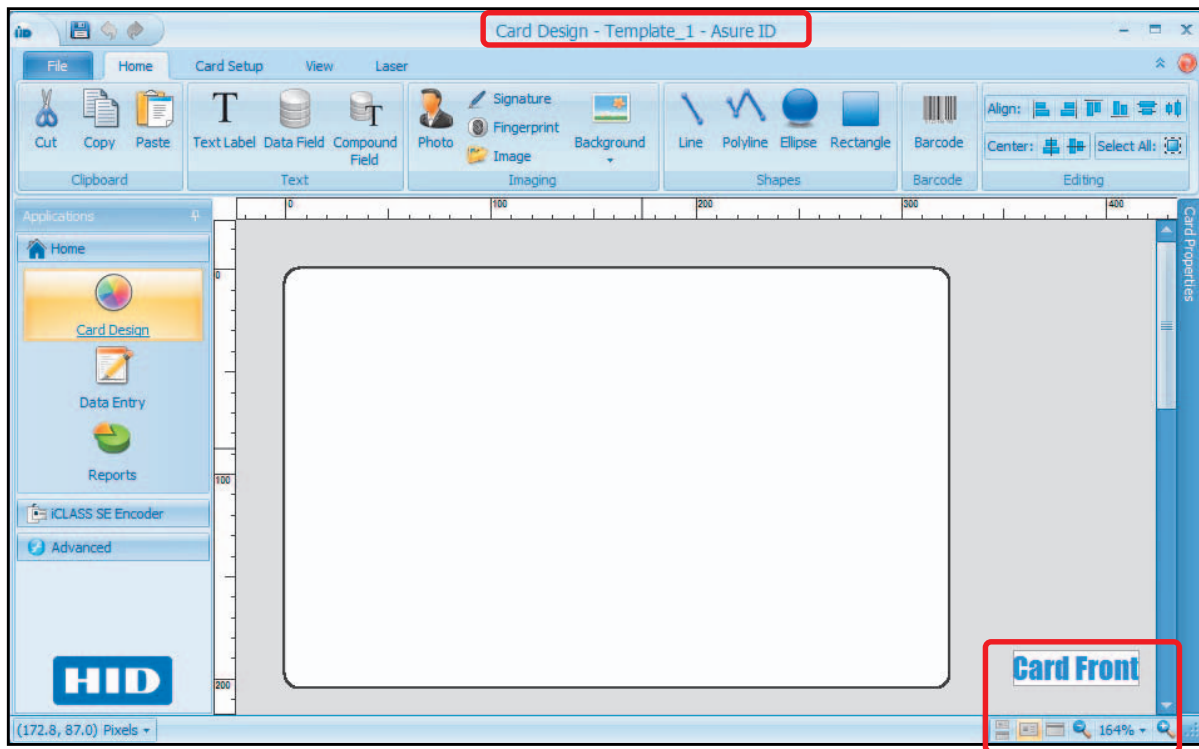 iiD
Card Design - Template_1 - Asure ID
File Home Card Setup View Laser
Cut Copy Paste
Clipboard
Text Label Data Field Compound Field
Text
Photo Signature Fingerprint Image Background
Imaging
Line Polyline Ellipse Rectangle
Shapes
Barcode
Barcode
Align:
Center: Select All:
Editing
Applications
Home
Card Design
Data Entry
Reports
iCLASS SE Encoder
Advanced
HID
0 100 200 300 400
0
100
200
Card Properties
Card Front
(172.8, 87.0) Pixels
164%